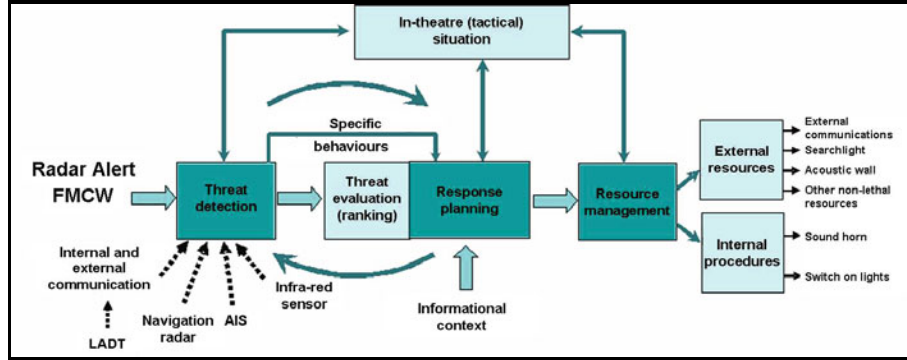 In-theatre (tactical)
situation
Specific
behaviours
Radar Alert
FMCW
Threat
detection
Threat
evaluation
(ranking)
Response
planning
Resource
management
External
resources
External
communications
Searchlight
Acoustic wall
Other non-lethal
resources
Internal
procedures
Sound horn
Switch on lights
Internal and
external
communication
LADT
Navigation
radar
AIS
Infra-red
sensor
Informational
context